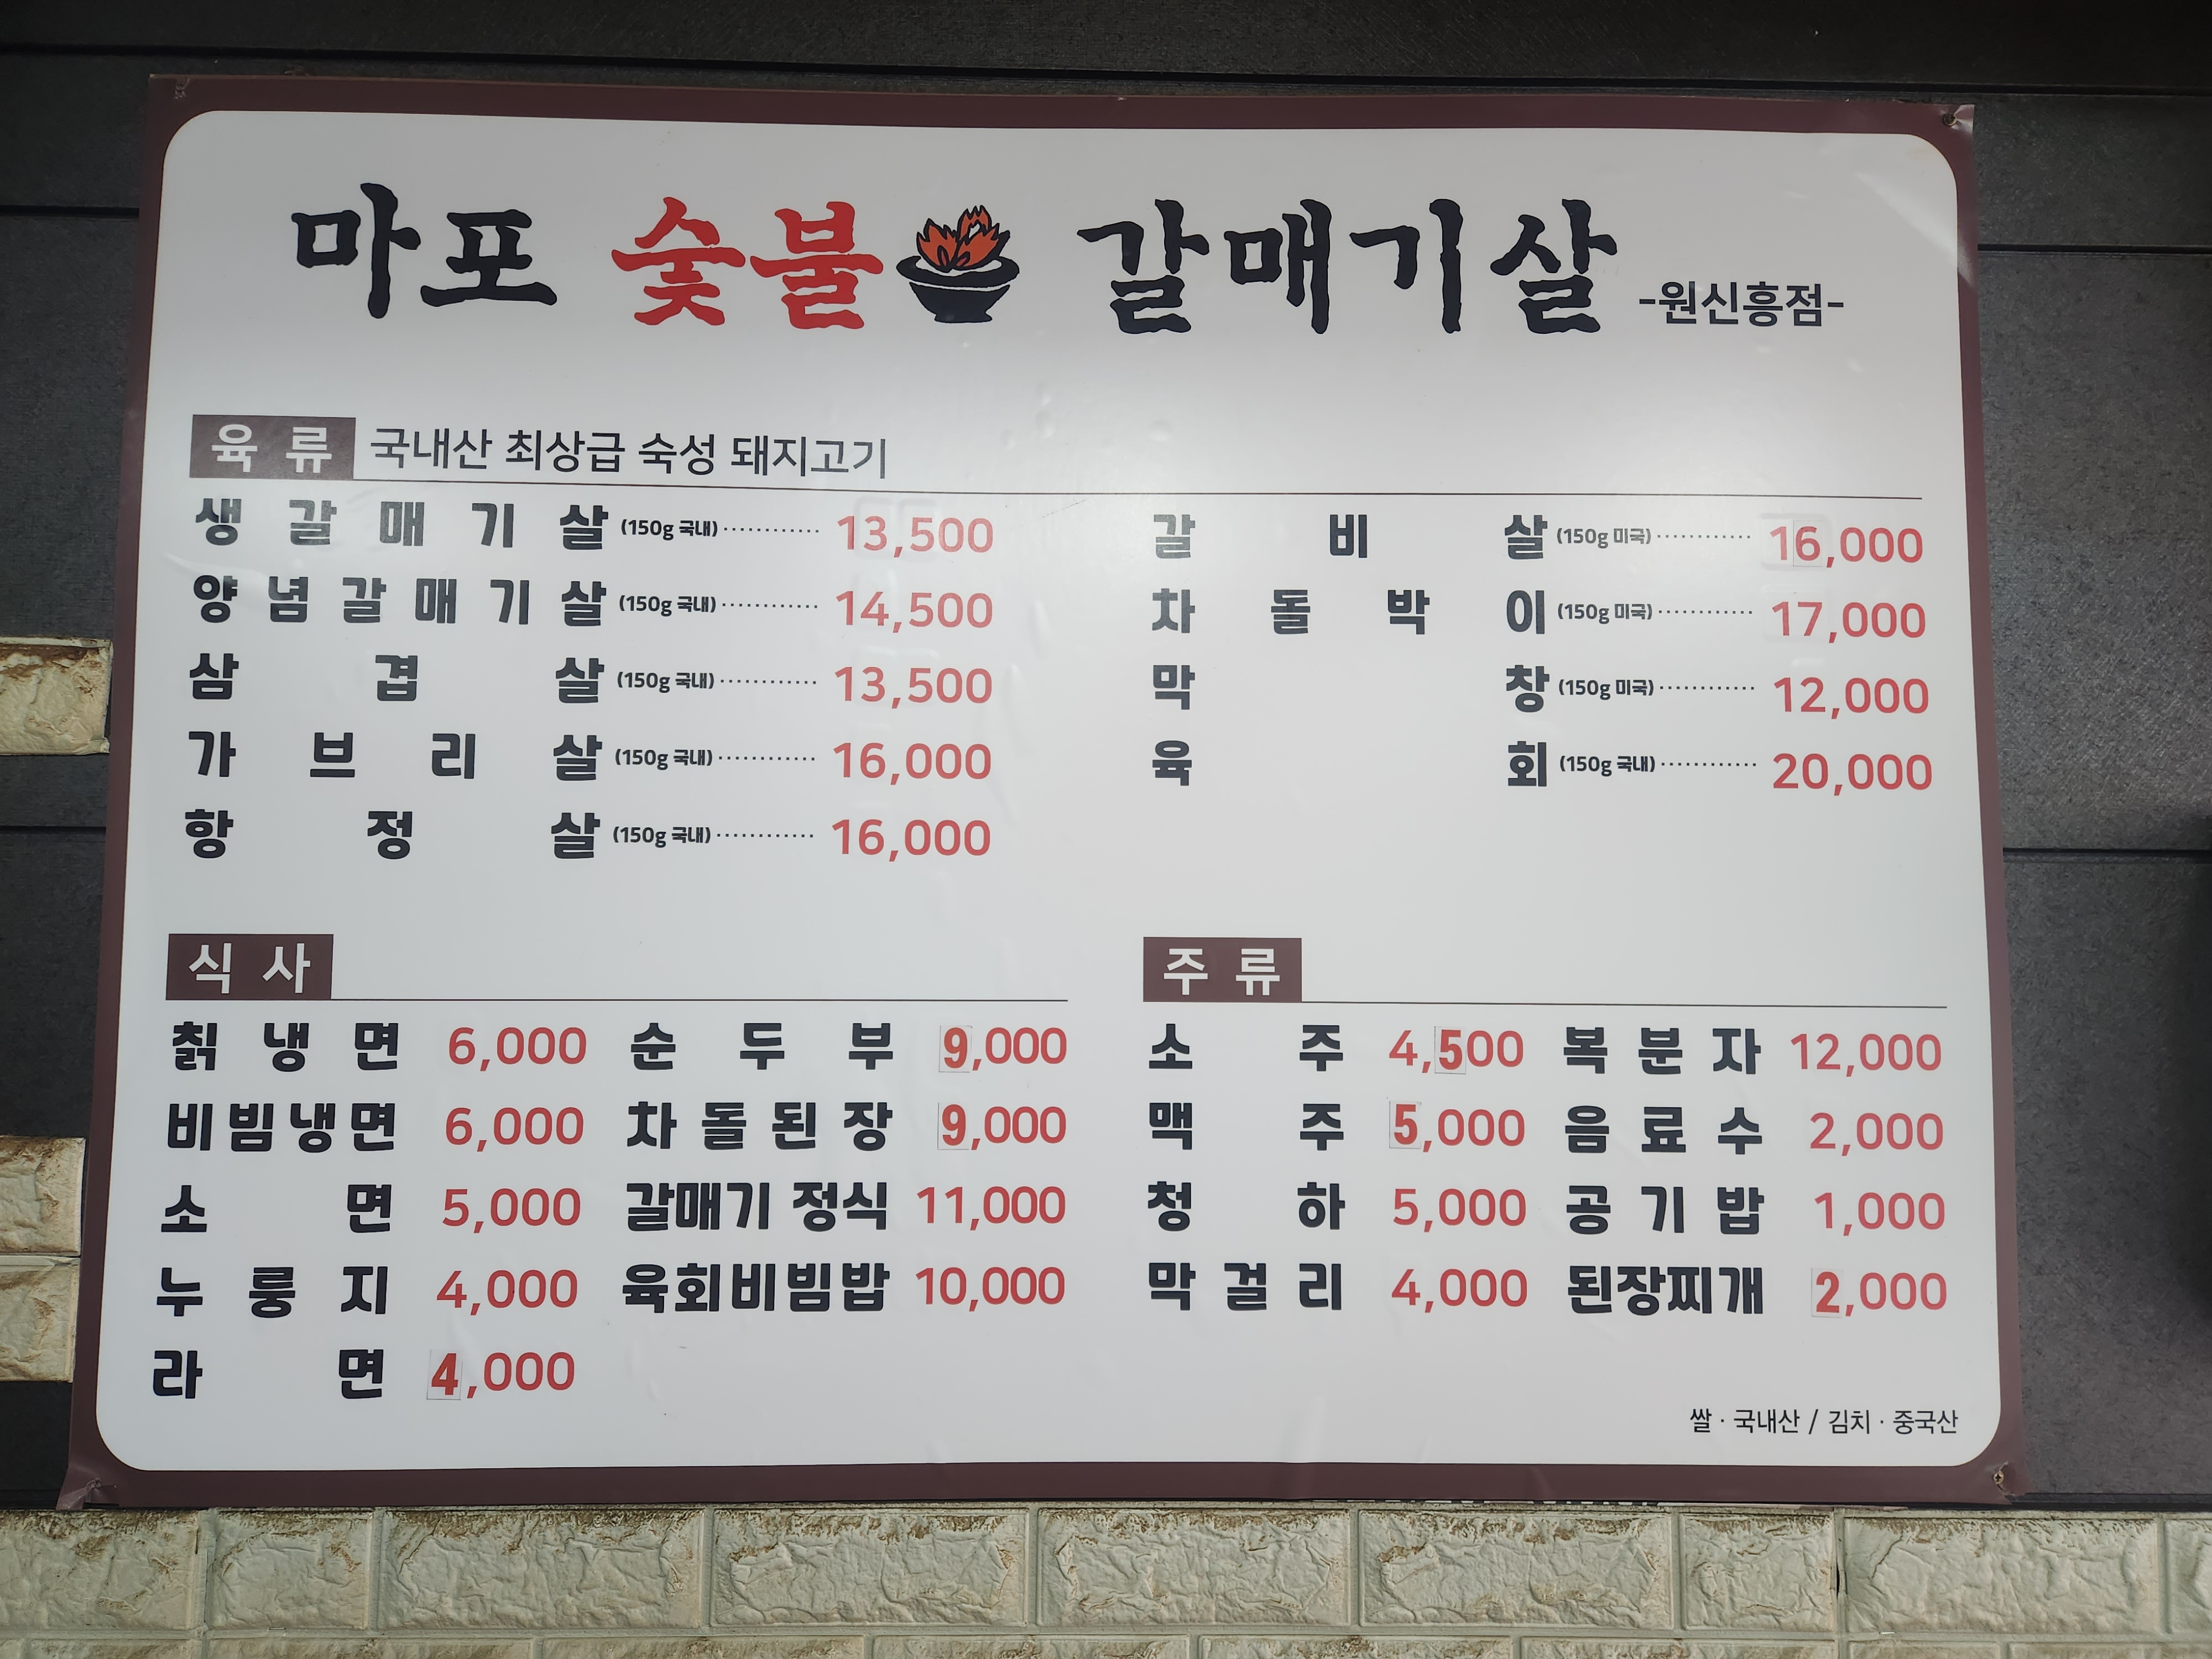 마포 숯불 갈매기살 -원신흥점-
육류 국내산 최상급 숙성 돼지고기
생갈매기살 (150g 국내) ············ 13,500
양념갈매기살 (150g 국내) ············ 14,500
삼겹살 (150g 국내) ············ 13,500
가브리살 (150g 국내) ············ 16,000
항정살 (150g 국내) ············ 16,000
갈비살 (150g 미국) ············ 16,000
차돌박이 (150g 미국) ············ 17,000
막창 (150g 미국) ············ 12,000
육회 (150g 국내) ············ 20,000
식사
칡냉면 6,000
비빔냉면 6,000
소면 5,000
누룽지 4,000
라면 4,000
순두부 9,000
차돌된장 9,000
갈매기 정식 11,000
육회비빔밥 10,000
주류
소주 4,500
맥주 5,000
청하 5,000
막걸리 4,000
복분자 12,000
음료수 2,000
공기밥 1,000
된장찌개 2,000
쌀 · 국내산 / 김치 · 중국산